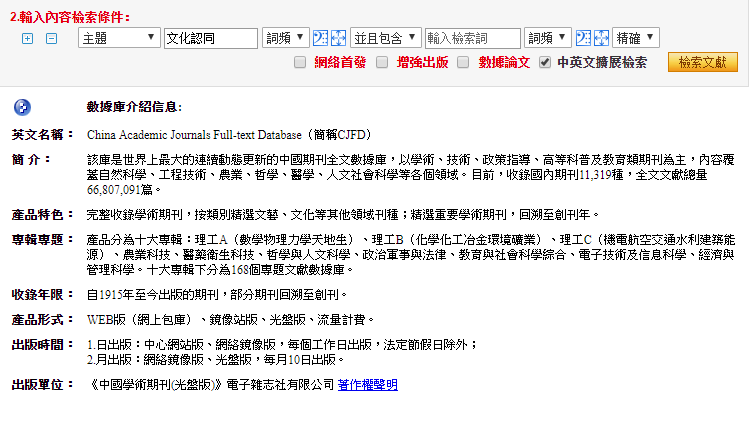 2.輸入內容檢索條件：
主題 文化認同 詞頻 並且包含 輸入檢索詞 詞頻 精確
網絡首發 增強出版 數據論文 中英文擴展檢索 檢索文獻
數據庫介紹信息:
英文名稱： China Academic Journals Full-text Database（簡稱CJFD）
簡 介： 該庫是世界上最大的連續動態更新的中國期刊全文數據庫，以學術、技術、政策指導、高等科普及教育類期刊為主，內容覆
蓋自然科學、工程技術、農業、哲學、醫學、人文社會科學等各個領域。目前，收錄國內期刊11,319種，全文文獻總量
66,807,091篇。
產品特色： 完整收錄學術期刊，按類別精選文藝、文化等其他領域刊種；精選重要學術期刊，回溯至創刊年。
專輯專題： 產品分為十大專輯：理工A（數學物理力學天地生）、理工B（化學化工冶金環境礦業）、理工C（機電航空交通水利建築能
源）、農業科技、醫藥衛生科技、哲學與人文科學、政治軍事與法律、教育與社會科學綜合、電子技術及信息科學、經濟與
管理科學。十大專輯下分為168個專題文獻數據庫。
收錄年限： 自1915年至今出版的期刊，部分期刊回溯至創刊。
產品形式： WEB版（網上包庫）、鏡像站版、光盤版、流量計費。
出版時間： 1.日出版：中心網站版、網絡鏡像版，每個工作日出版，法定節假日除外；
2.月出版：網絡鏡像版、光盤版，每月10日出版。
出版單位： 《中國學術期刊(光盤版)》電子雜志社有限公司 著作權聲明